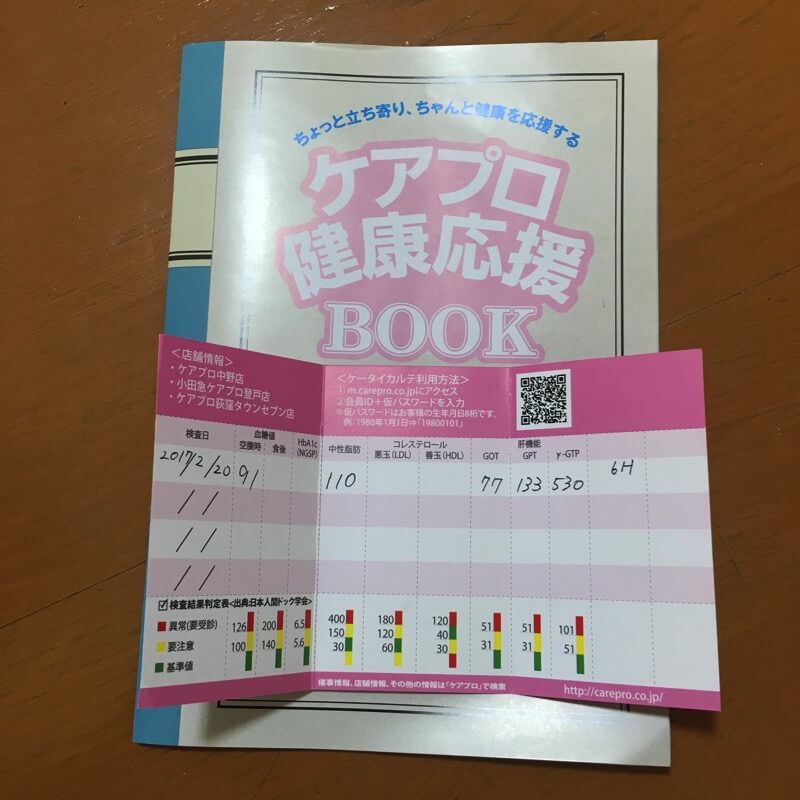 ちょっと立ち寄り、ちゃんと健康を応援する
ケアプロ
健康応援
BOOK
＜店舗情報＞
・ケアプロ中野店
・小田急ケアプロ登戸店
・ケアプロ荻窪タウンセブン店
＜ケータイカルテ利用方法＞
① m.carepro.co.jpにアクセス
②会員ID＋仮パスワードを入力
※仮パスワードはお客様の生年月日8桁です。
例：1980年1月1日⇒「19800101」
検査日 血糖値 空腹時 食後 HbA1c (NGSP) 中性脂肪 コレステロール 悪玉(LDL) 善玉(HDL) 肝機能 GOT GPT γ-GTP
2017/2/20 91 110 77 133 530 6H
/ /
/ /
/ /
☑検査結果判定表<出典:日本人間ドック学会>
異常(要受診) 126 200 6.5 400 180 120 51 51 101
要注意 100 140 5.6 150 120 40 31 31 51
基準値 30 60 30
催事情報、店舗情報、その他の情報は「ケアプロ」で検索
http://carepro.co.jp/